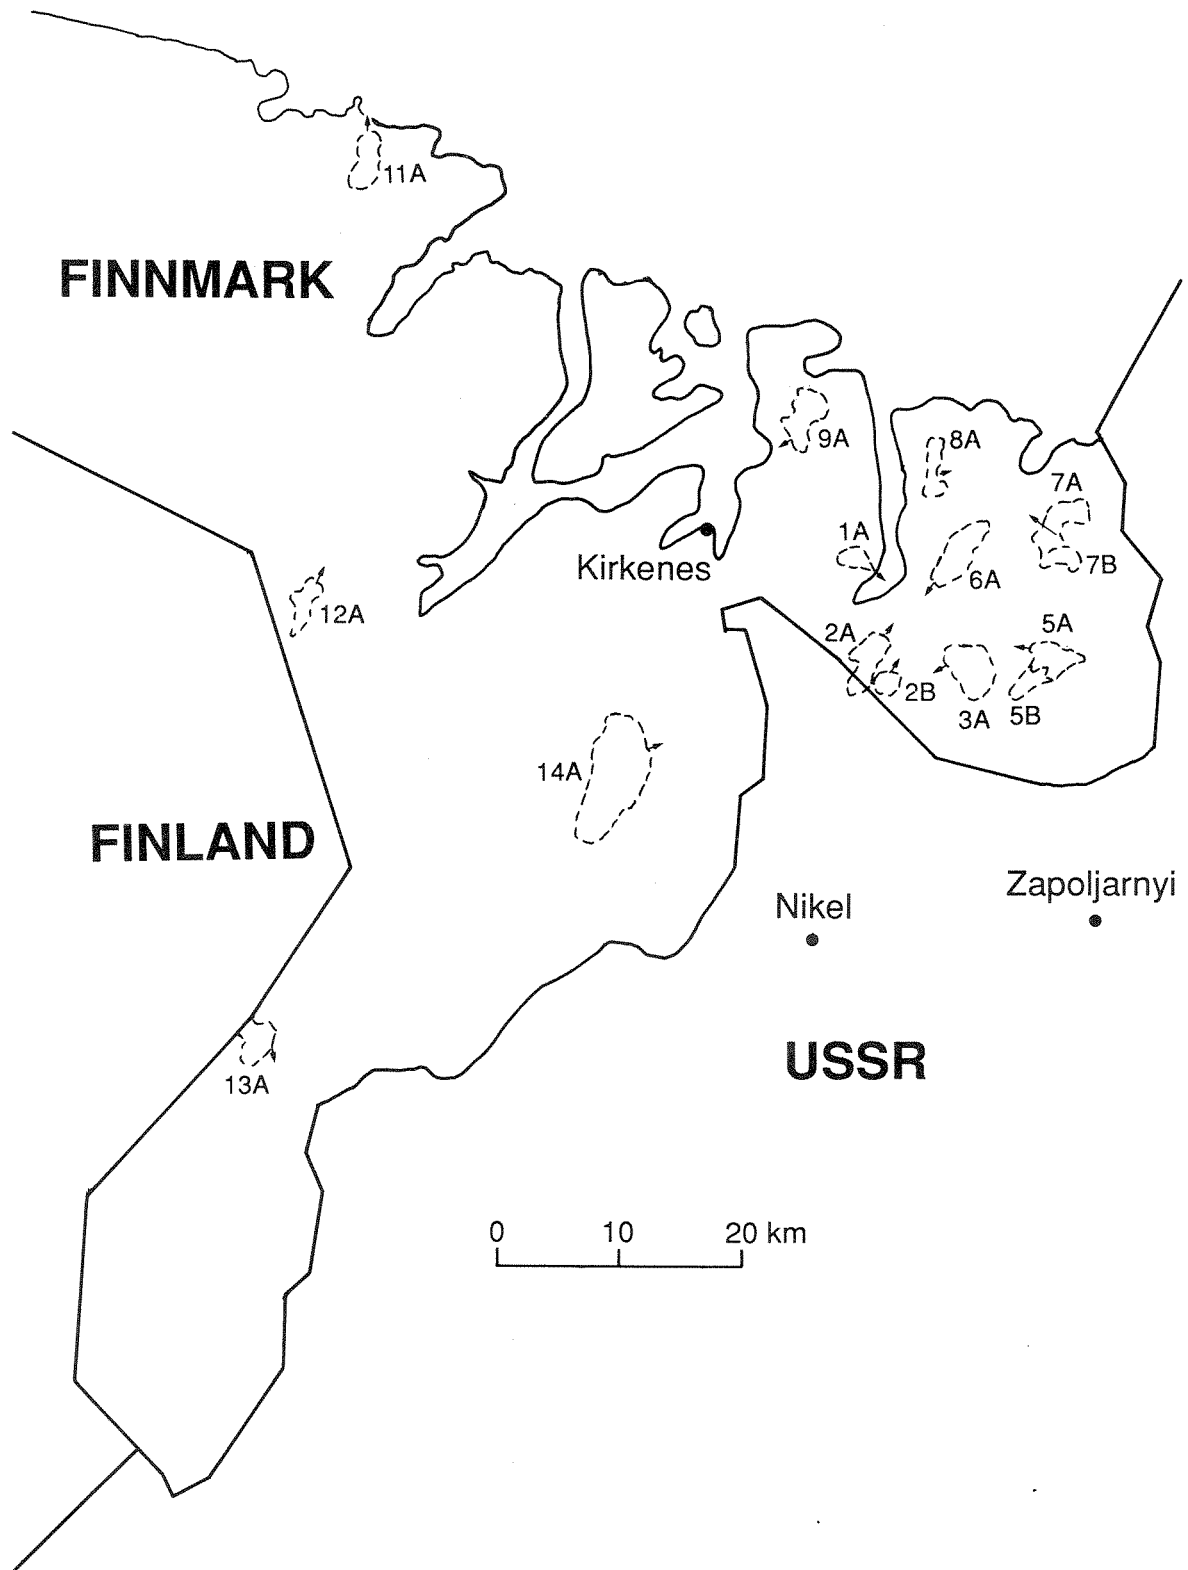 11A
FINNMARK
9A
8A
7A
1A
Kirkenes
6A
7B
12A
2A
5A
2B
3A
5B
14A
FINLAND
Zapoljarnyi
Nikel
USSR
13A
0 10 20 km